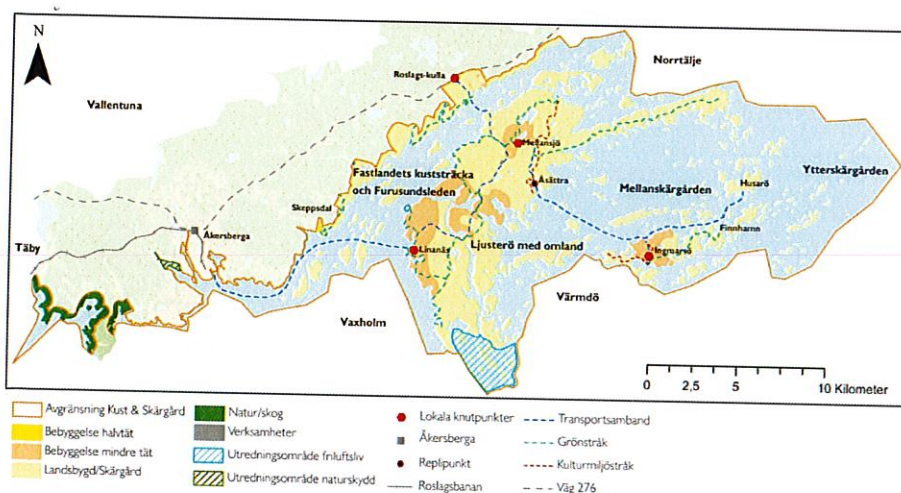 N
Norrtälje
Roslags-kulla
Vallentuna
Mellansjö
Ytterskärgården
Fastlandets kuststräcka
och Furusundsleden
Åsättra
Mellanskärgården
Husarö
Skeppsdal
Finnhamn
Täby
Åkersberga
Linanäs
Ljusterö med omland
Ingmarsö
Värmdö
Vaxholm
0 2,5 5 10 Kilometer
Avgränsning Kust & Skärgård
Bebyggelse halvtät
Bebyggelse mindre tät
Landsbygd/Skärgård
Natur/skog
Verksamheter
Utredningsområde friluftsliv
Utredningsområde naturskydd
Lokala knutpunkter
Åkersberga
Replipunkt
Roslagsbanan
Transportsamband
Grönstråk
Kulturmiljöstråk
Väg 276